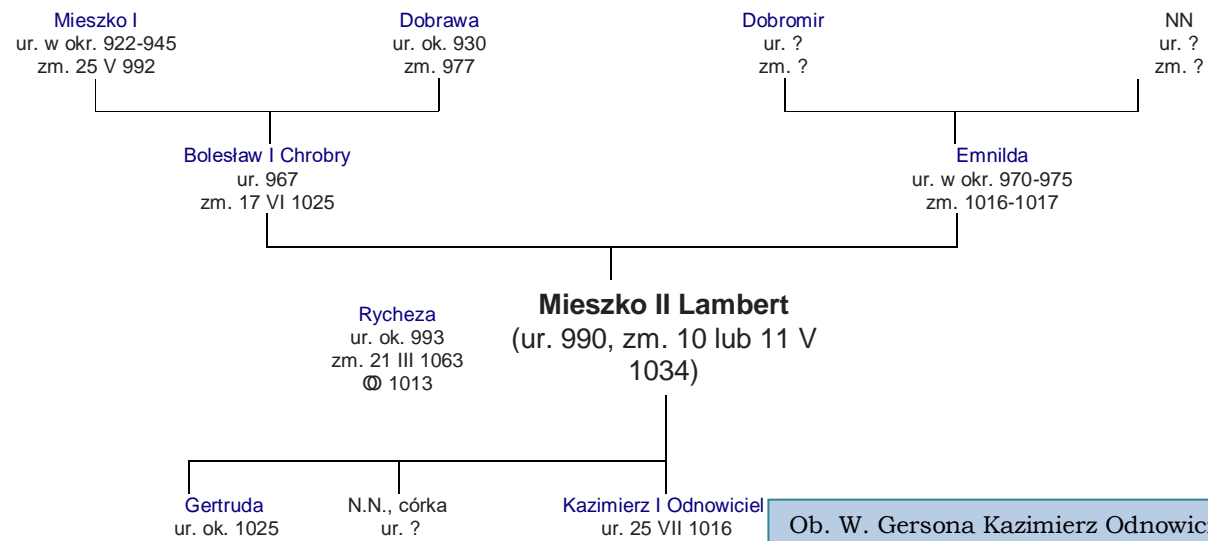 Mieszko I
ur. w okr. 922-945
zm. 25 V 992
Dobrawa
ur. ok. 930
zm. 977
Dobromir
ur. ?
zm. ?
NN
ur. ?
zm. ?
Bolesław I Chrobry
ur. 967
zm. 17 VI 1025
Emnilda
ur. w okr. 970-975
zm. 1016-1017
Rycheza
ur. ok. 993
zm. 21 III 1063
ↀ 1013
Mieszko II Lambert
(ur. 990, zm. 10 lub 11 V
1034)
Gertruda
ur. ok. 1025
N.N., córka
ur. ?
Kazimierz I Odnowiciel
ur. 25 VII 1016
Ob. W. Gersona Kazimierz Odnowic